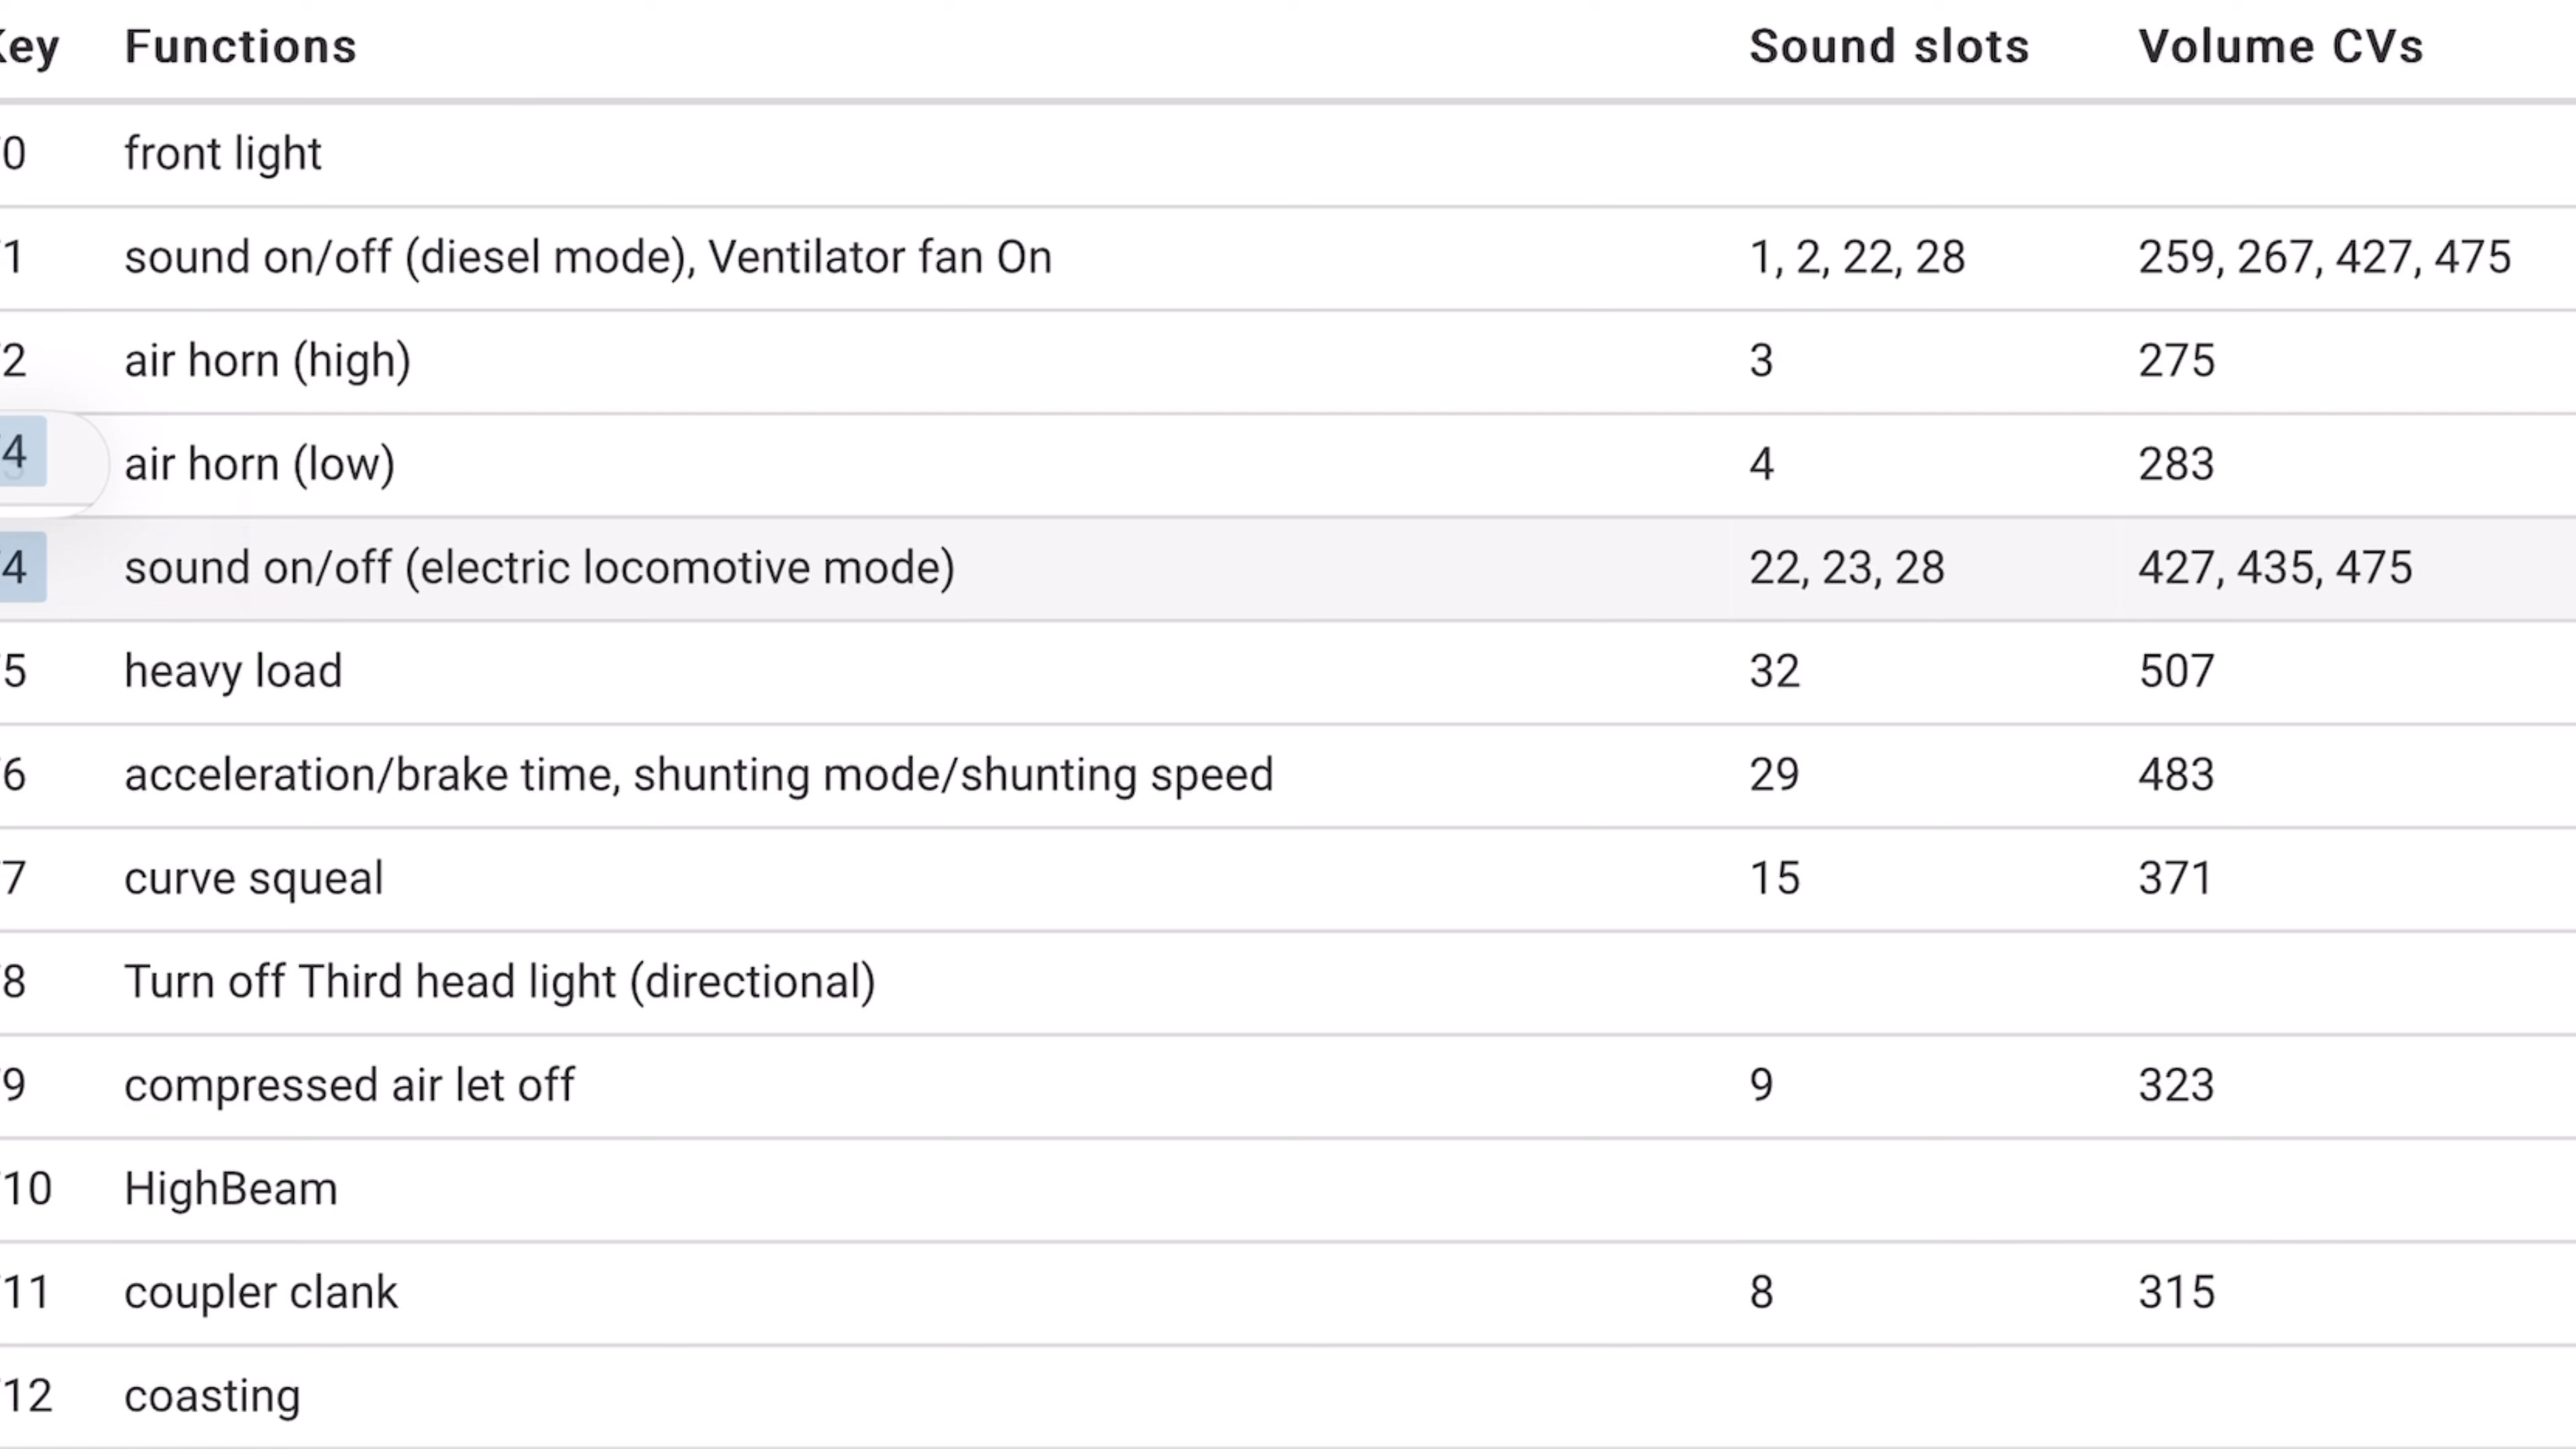 Key Functions Sound slots Volume CVs
0 front light
1 sound on/off (diesel mode), Ventilator fan On 1, 2, 22, 28 259, 267, 427, 475
2 air horn (high) 3 275
4 air horn (low) 4 283
4 sound on/off (electric locomotive mode) 22, 23, 28 427, 435, 475
5 heavy load 32 507
6 acceleration/brake time, shunting mode/shunting speed 29 483
7 curve squeal 15 371
8 Turn off Third head light (directional)
9 compressed air let off 9 323
10 HighBeam
11 coupler clank 8 315
12 coasting